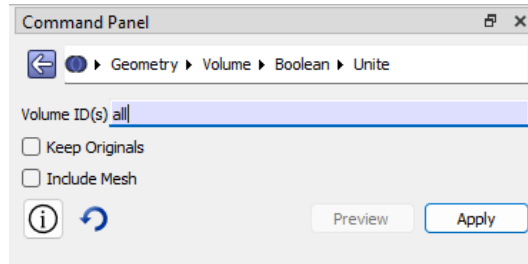 Command Panel
Geometry Volume Boolean Unite
Volume ID(s) all
Keep Originals
Include Mesh
Preview Apply